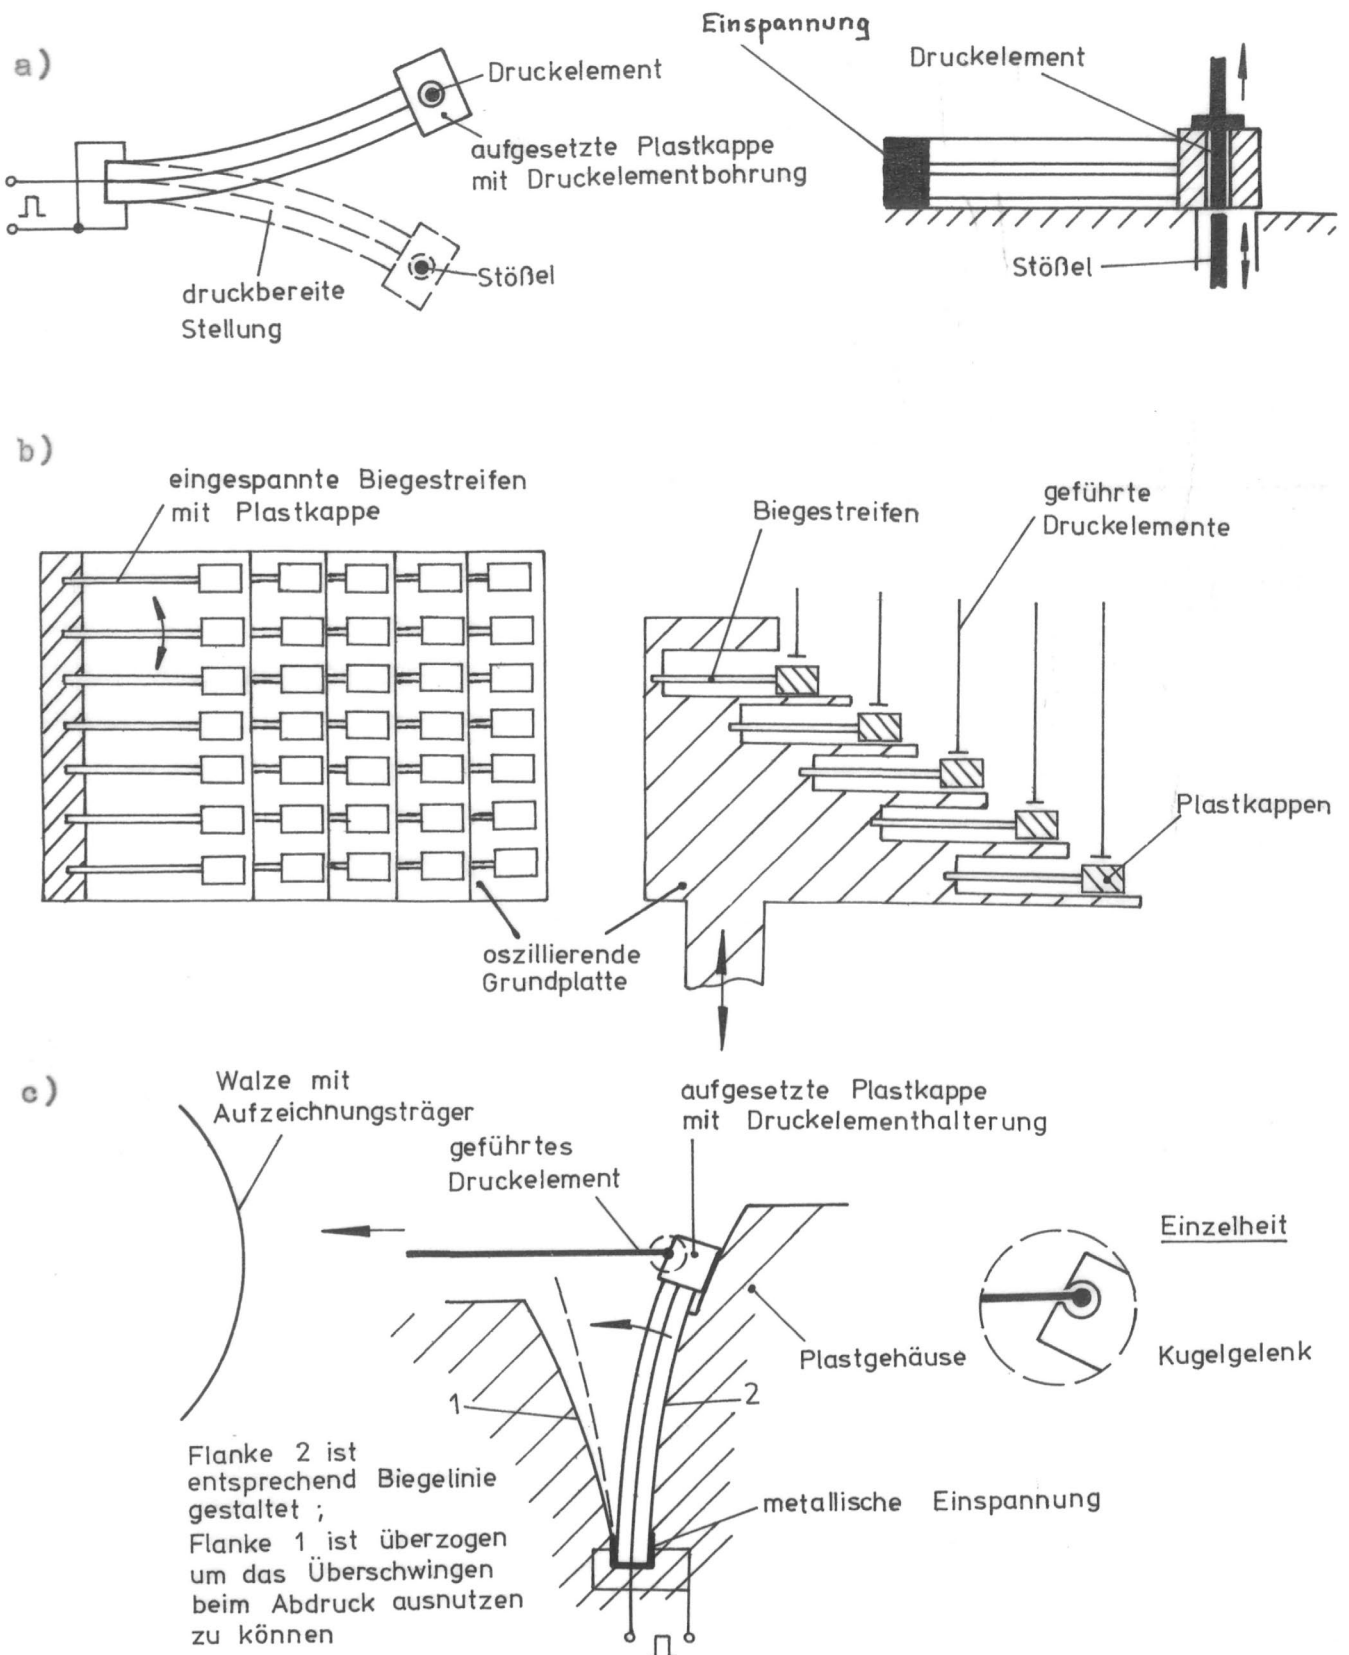 a)
Druckelement
aufgesetzte Plastkappe
mit Druckelementbohrung
Stößel
druckbereite
Stellung
Einspannung
Druckelement
Stößel
b)
eingespannte Biegestreifen
mit Plastkappe
Biegestreifen
geführte
Druckelemente
Plastkappen
oszillierende
Grundplatte
c)
Walze mit
Aufzeichnungsträger
geführtes
Druckelement
aufgesetzte Plastkappe
mit Druckelementhalterung
Einzelheit
Plastgehäuse
Kugelgelenk
1
2
Flanke 2 ist
entsprechend Biegelinie
gestaltet ;
Flanke 1 ist überzogen
um das Überschwingen
beim Abdruck ausnutzen
zu können
metallische Einspannung